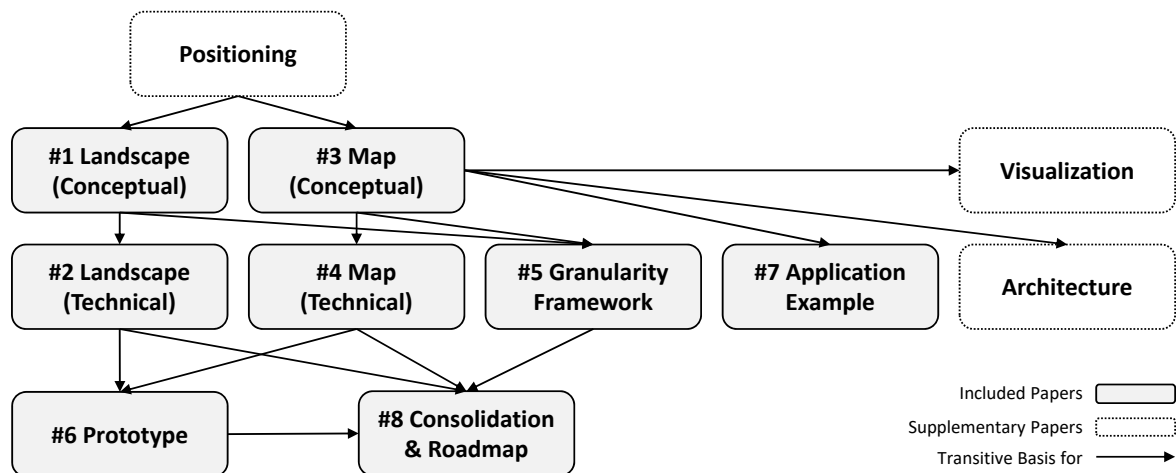 Positioning
#1 Landscape
(Conceptual)
#3 Map
(Conceptual)
Visualization
#2 Landscape
(Technical)
#4 Map
(Technical)
#5 Granularity
Framework
#7 Application
Example
Architecture
#6 Prototype
#8 Consolidation
& Roadmap
Included Papers
Supplementary Papers
Transitive Basis for